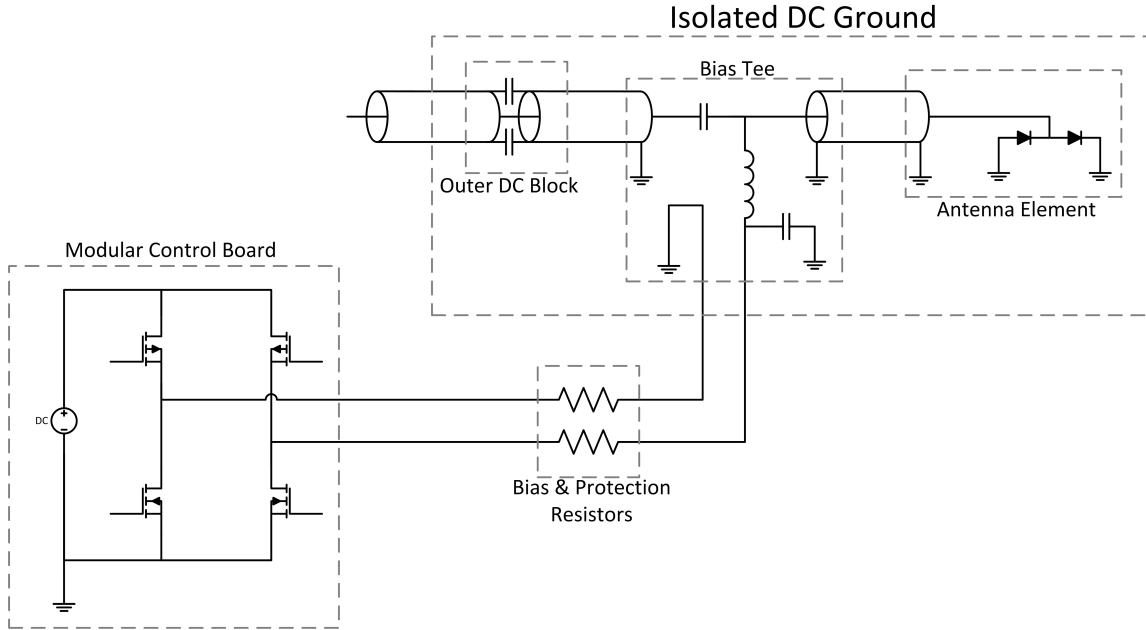 Isolated DC Ground
Bias Tee
Outer DC Block
Antenna Element
Modular Control Board
DC
Bias & Protection
Resistors